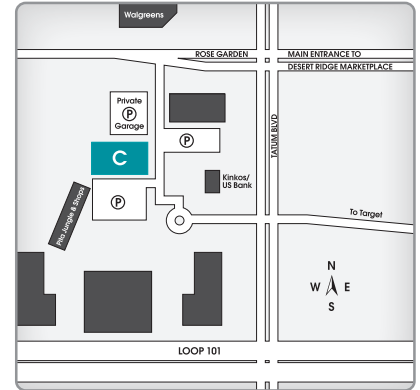 Walgreens
ROSE GARDEN
MAIN ENTRANCE TO
DESERT RIDGE MARKETPLACE
Private
P
Garage
TATUM BLVD
P
C
Kinkos/
US Bank
P
Pita Jungle & Shops
To Target
N
W E
S
LOOP 101